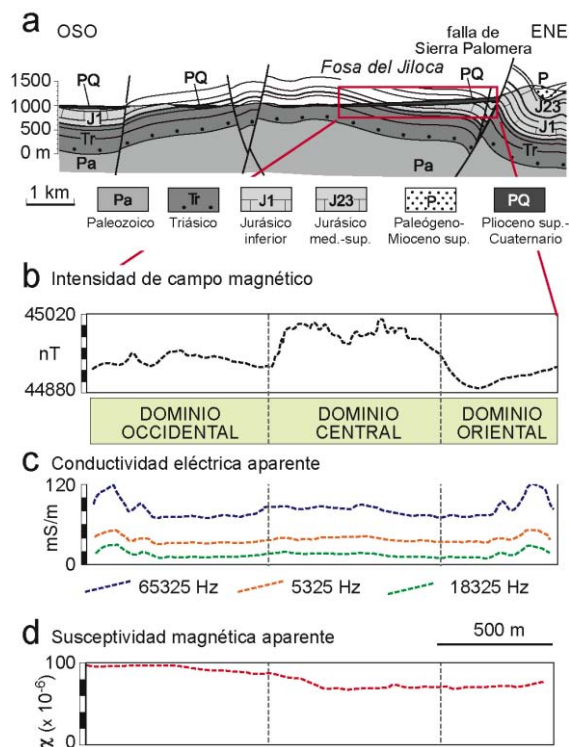 a
OSO
falla de
Sierra Palomera
ENE
Fosa del Jiloca
PQ
PQ
PQ
P
1500
1000
500
0 m
J1
Tr
Pa
Pa
J23
J1
Tr
1 km
Pa
Tr
J1
J23
P
PQ
Paleozoico
Triásico
Jurásico
inferior
Jurásico
med.-sup.
Paleógeno-
Mioceno sup.
Plioceno sup.-
Cuaternario
b Intensidad de campo magnético
45020
nT
44880
DOMINIO
OCCIDENTAL
DOMINIO
CENTRAL
DOMINIO
ORIENTAL
c Conductividad eléctrica aparente
120
60
0
mS/m
65325 Hz
5325 Hz
18325 Hz
d Susceptividad magnética aparente
500 m
100
0
χ (x 10⁻⁶)